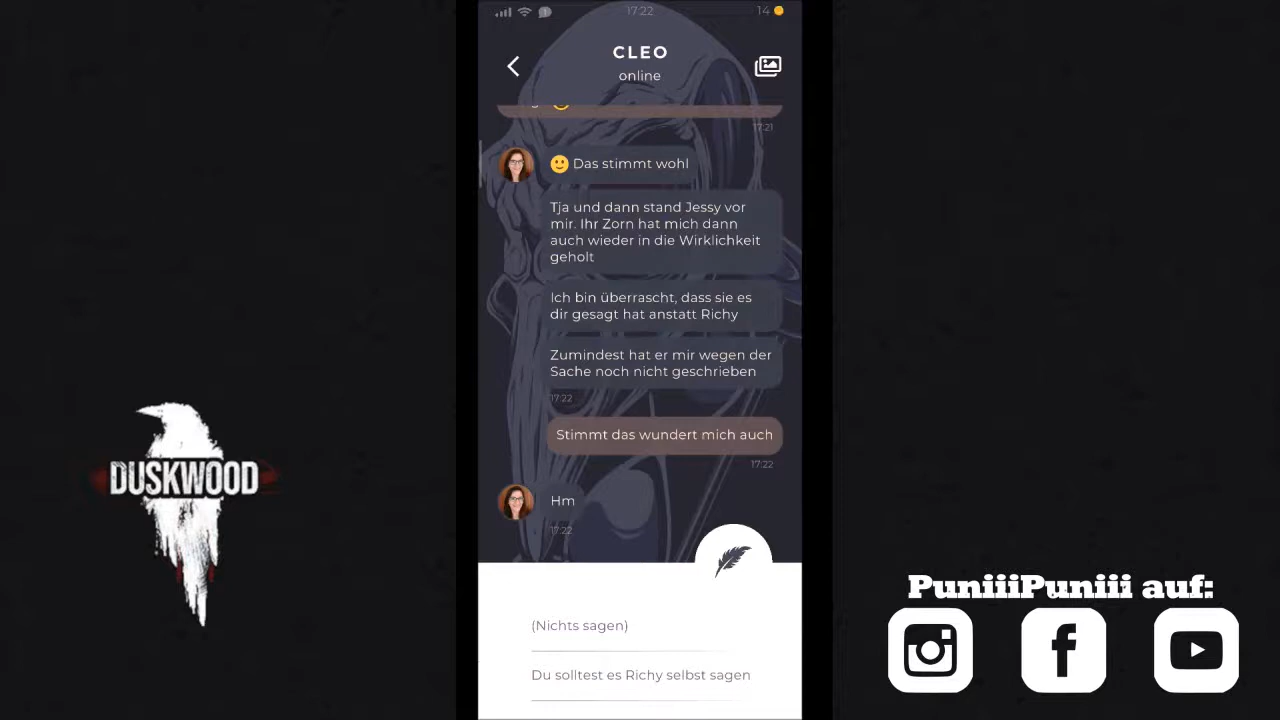 17:22
14
CLEO
online
17:21
🙂 Das stimmt wohl
Tja und dann stand Jessy vor
mir. Ihr Zorn hat mich dann
auch wieder in die Wirklichkeit
geholt
Ich bin überrascht, dass sie es
dir gesagt hat anstatt Richy
Zumindest hat er mir wegen der
Sache noch nicht geschrieben
17:22
Stimmt das wundert mich auch
17:22
Hm
17:22
(Nichts sagen)
Du solltest es Richy selbst sagen
DUSKWOOD
PuniiiPuniii auf: